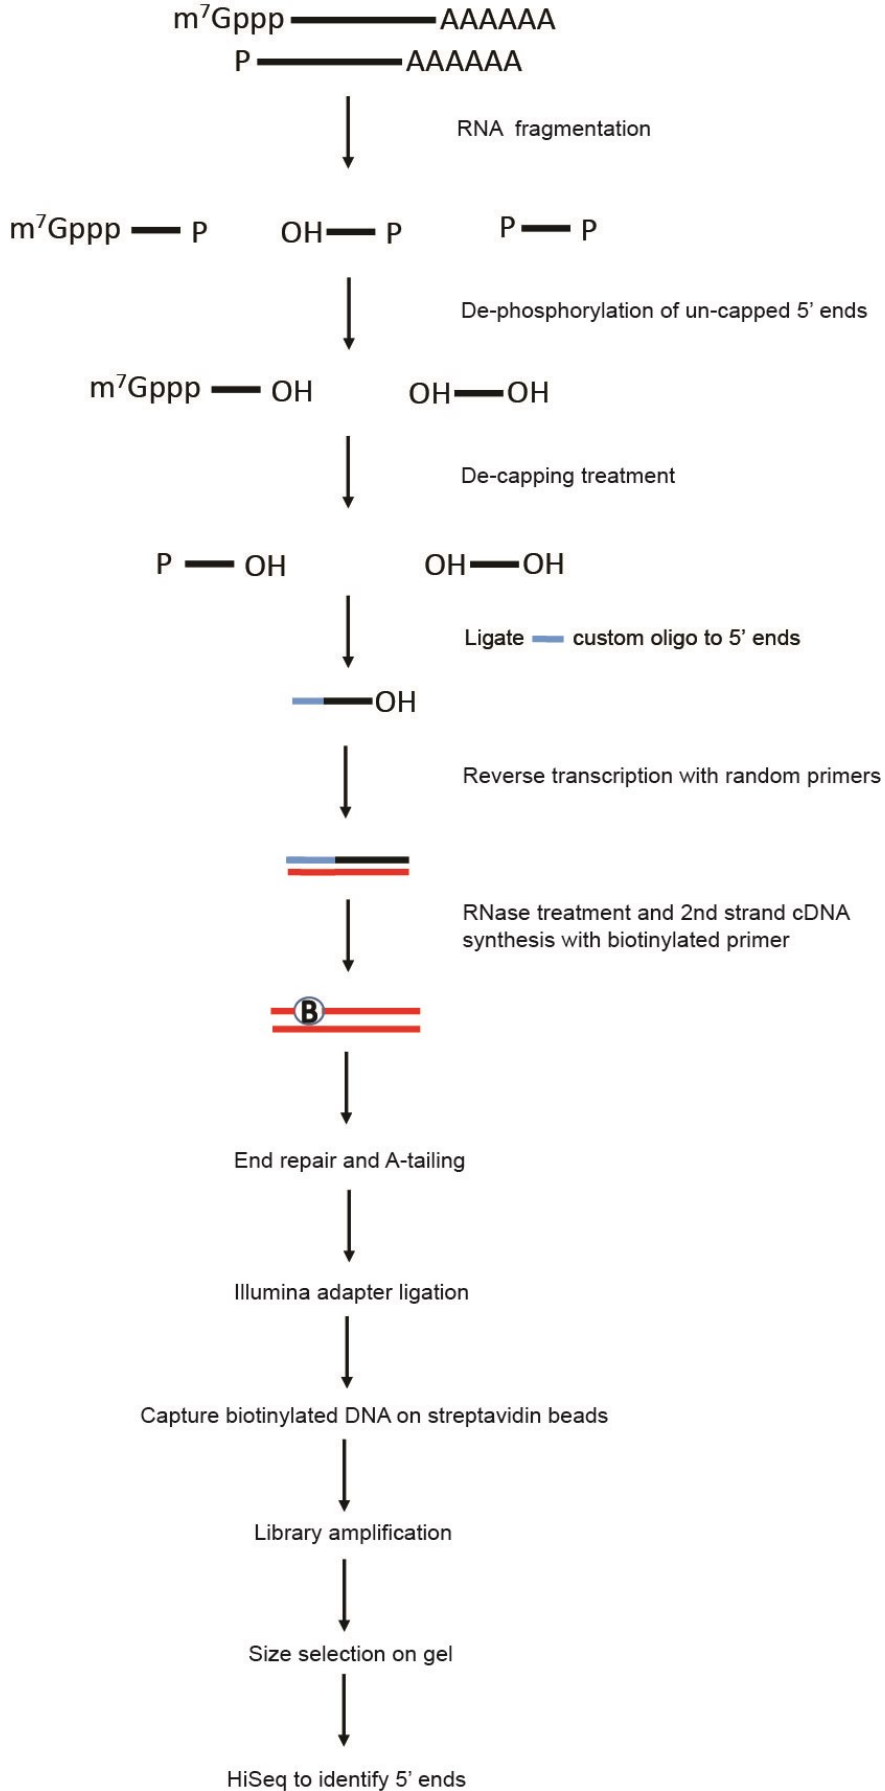 m⁷Gppp AAAAAA
P AAAAAA
RNA fragmentation
m⁷Gppp P OH P P P
De-phosphorylation of un-capped 5’ ends
m⁷Gppp OH OH OH
De-capping treatment
P OH OH OH
Ligate custom oligo to 5’ ends
OH
Reverse transcription with random primers
RNase treatment and 2nd strand cDNA
synthesis with biotinylated primer
B
End repair and A-tailing
Illumina adapter ligation
Capture biotinylated DNA on streptavidin beads
Library amplification
Size selection on gel
HiSeq to identify 5’ ends